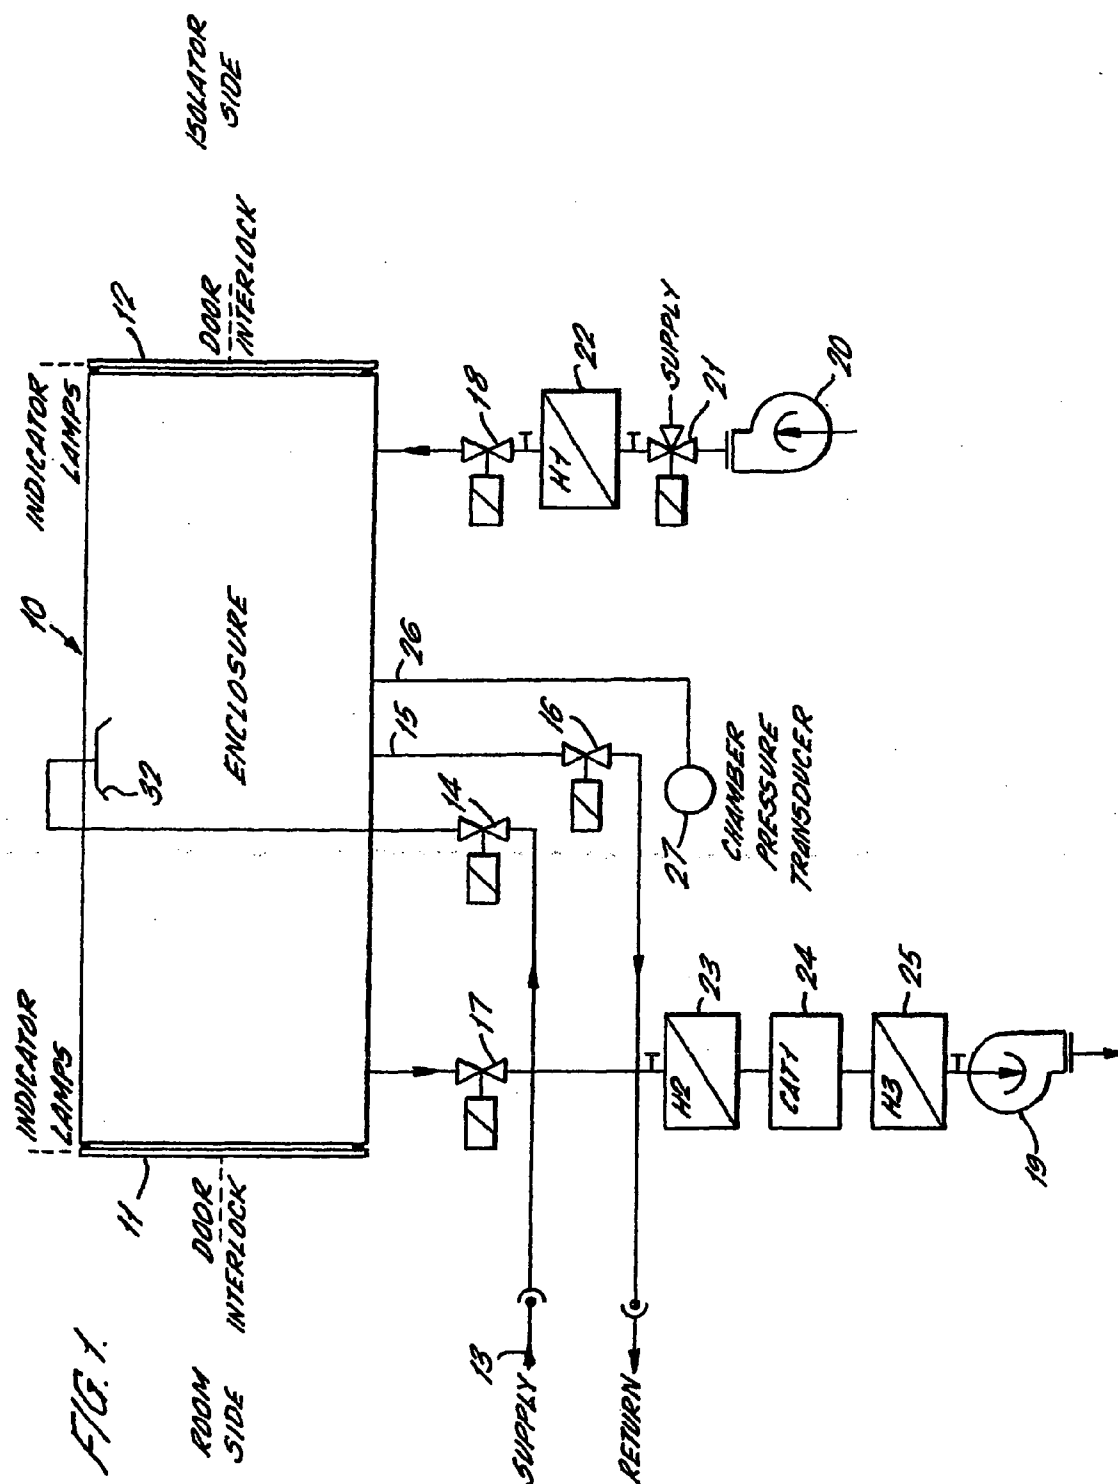 FIG. 1.
ROOM
SIDE
DOOR
INTERLOCK
11
INDICATOR
LAMPS
10
32
ENCLOSURE
INDICATOR
LAMPS
12
DOOR
INTERLOCK
ISOLATOR
SIDE
SUPPLY
13
RETURN
17
14
15
16
26
27
CHAMBER
PRESSURE
TRANSDUCER
18
H1
22
SUPPLY
21
20
H2
23
CAT1
24
H3
25
19